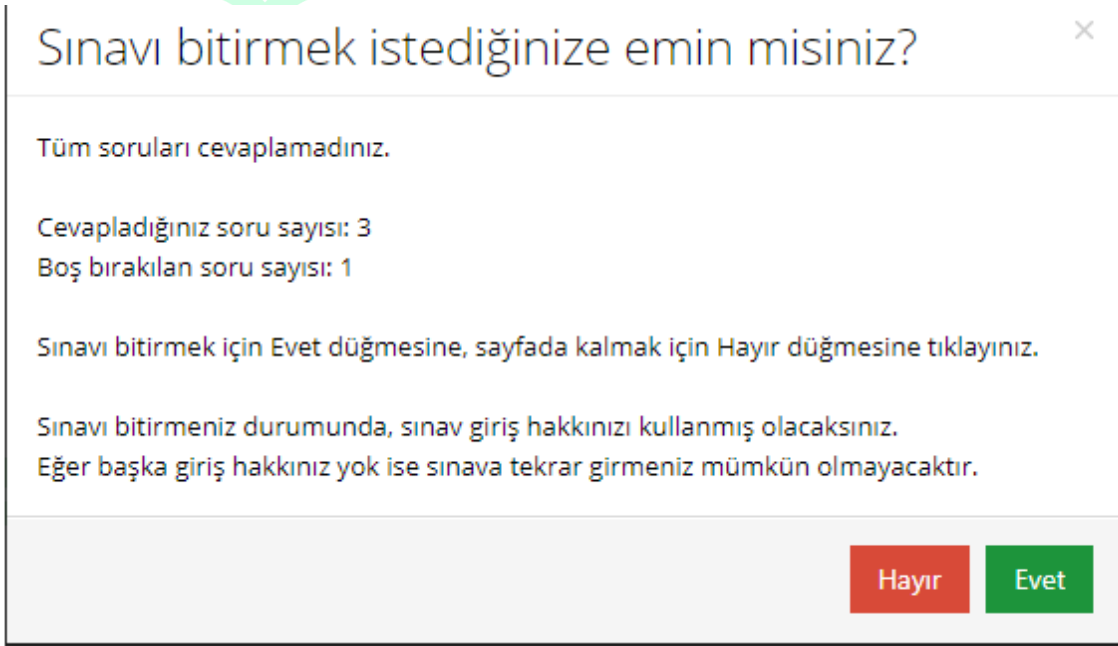 Sınavı bitirmek istediğinize emin misiniz?
×
Tüm soruları cevaplamadınız.
Cevapladığınız soru sayısı: 3
Boş bırakılan soru sayısı: 1
Sınavı bitirmek için Evet düğmesine, sayfada kalmak için Hayır düğmesine tıklayınız.
Sınavı bitirmeniz durumunda, sınav giriş hakkınızı kullanmış olacaksınız.
Eğer başka giriş hakkınız yok ise sınava tekrar girmeniz mümkün olmayacaktır.
Hayır
Evet